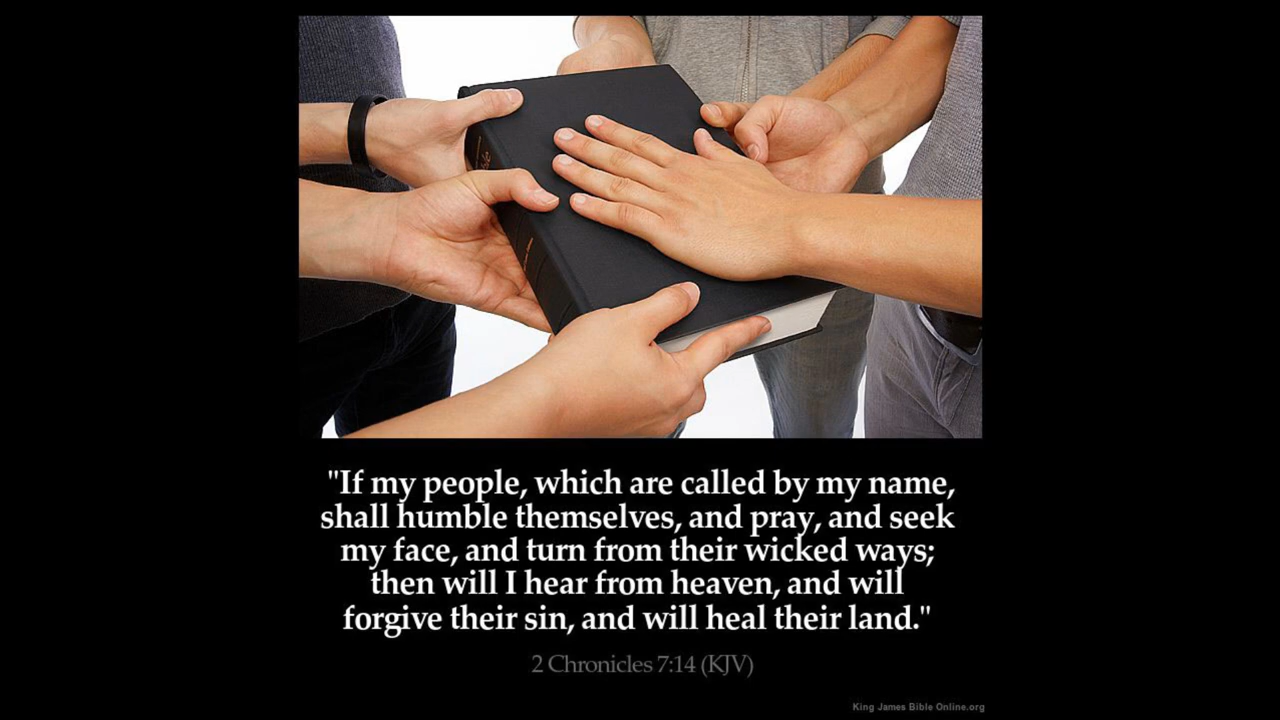 "If my people, which are called by my name,
shall humble themselves, and pray, and seek
my face, and turn from their wicked ways;
then will I hear from heaven, and will
forgive their sin, and will heal their land."
2 Chronicles 7:14 (KJV)
King James Bible Online.org